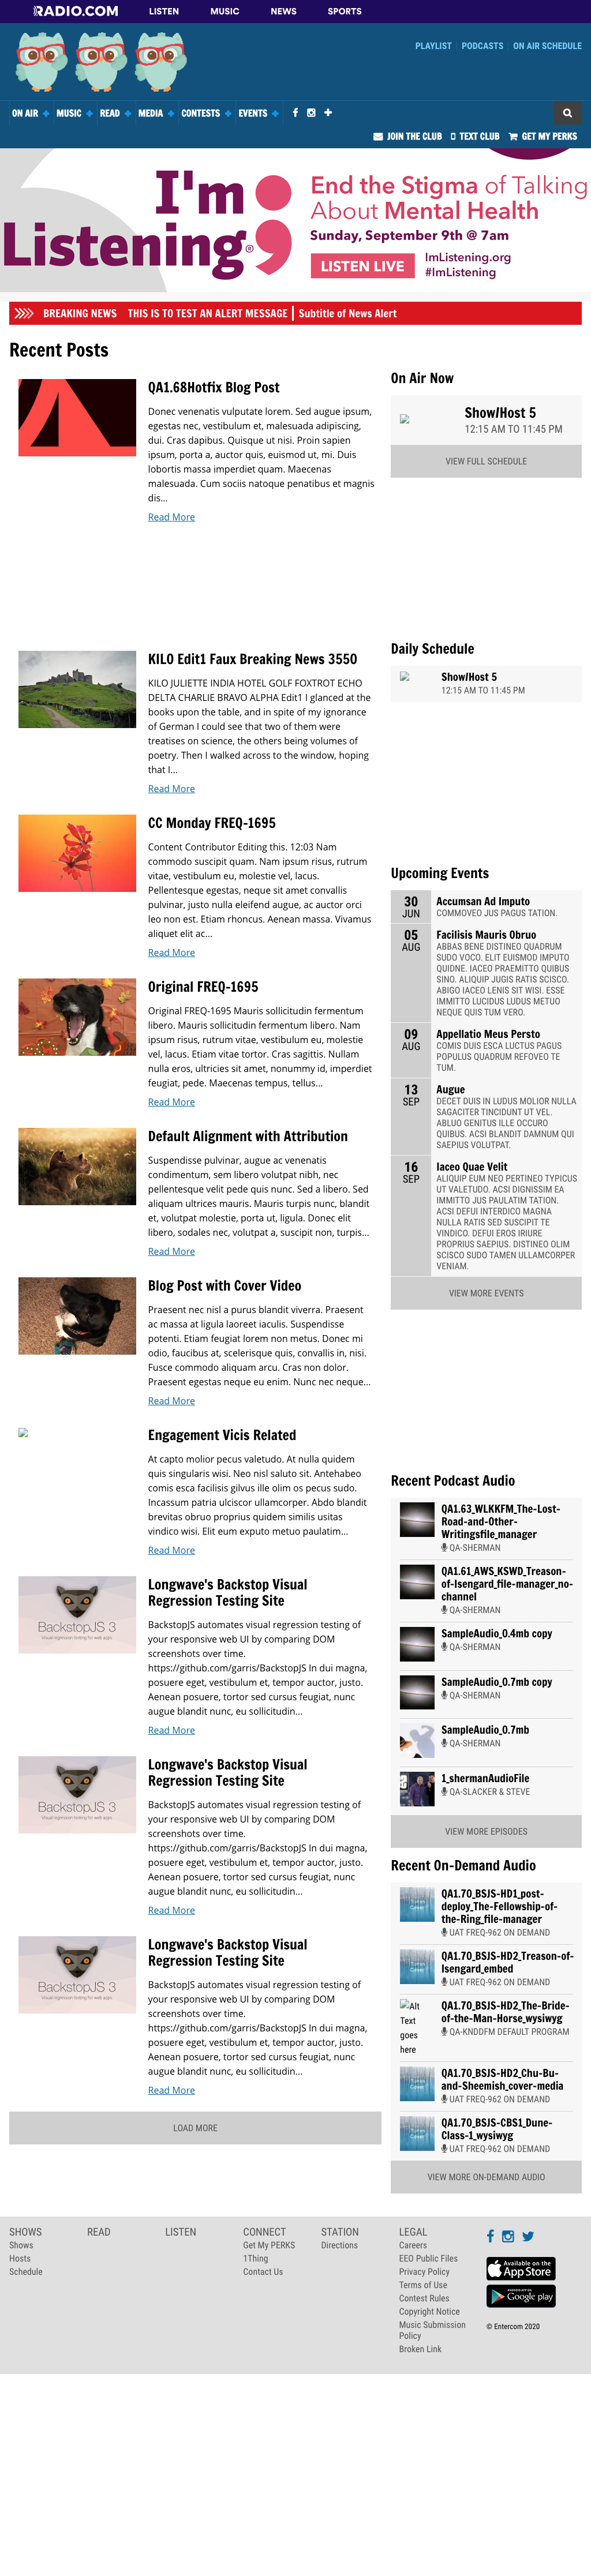 RADIO.COM LISTEN MUSIC NEWS SPORTS
PLAYLIST PODCASTS ON AIR SCHEDULE
ON AIR MUSIC READ MEDIA CONTESTS EVENTS
JOIN THE CLUB TEXT CLUB GET MY PERKS
I'm
Listening®
End the Stigma of Talking
About Mental Health
Sunday, September 9th @ 7am
LISTEN LIVE
ImListening.org
#ImListening
BREAKING NEWS THIS IS TO TEST AN ALERT MESSAGE Subtitle of News Alert
Recent Posts
QA1.68Hotfix Blog Post
Donec venenatis vulputate lorem. Sed augue ipsum,
egestas nec, vestibulum et, malesuada adipiscing,
dui. Cras dapibus. Quisque ut nisi. Proin sapien
ipsum, porta a, auctor quis, euismod ut, mi. Duis
lobortis massa imperdiet quam. Maecenas
malesuada. Cum sociis natoque penatibus et magnis
dis...
Read More
KILO Edit1 Faux Breaking News 3550
KILO JULIETTE INDIA HOTEL GOLF FOXTROT ECHO
DELTA CHARLIE BRAVO ALPHA Edit1 I glanced at the
books upon the table, and in spite of my ignorance
of German I could see that two of them were
treatises on science, the others being volumes of
poetry. Then I walked across to the window, hoping
that I...
Read More
CC Monday FREQ-1695
Content Contributor Editing this. 12:03 Nam
commodo suscipit quam. Nam ipsum risus, rutrum
vitae, vestibulum eu, molestie vel, lacus.
Pellentesque egestas, neque sit amet convallis
pulvinar, justo nulla eleifend augue, ac auctor orci
leo non est. Etiam rhoncus. Aenean massa. Vivamus
aliquet elit ac...
Read More
Original FREQ-1695
Original FREQ-1695 Mauris sollicitudin fermentum
libero. Mauris sollicitudin fermentum libero. Nam
ipsum risus, rutrum vitae, vestibulum eu, molestie
vel, lacus. Etiam vitae tortor. Cras sagittis. Nullam
nulla eros, ultricies sit amet, nonummy id, imperdiet
feugiat, pede. Maecenas tempus, tellus...
Read More
Default Alignment with Attribution
Suspendisse pulvinar, augue ac venenatis
condimentum, sem libero volutpat nibh, nec
pellentesque velit pede quis nunc. Sed a libero. Sed
aliquam ultrices mauris. Mauris turpis nunc, blandit
et, volutpat molestie, porta ut, ligula. Donec elit
libero, sodales nec, volutpat a, suscipit non, turpis...
Read More
Blog Post with Cover Video
Praesent nec nisl a purus blandit viverra. Praesent
ac massa at ligula laoreet iaculis. Suspendisse
potenti. Etiam feugiat lorem non metus. Donec mi
odio, faucibus at, scelerisque quis, convallis in, nisi.
Fusce commodo aliquam arcu. Cras non dolor.
Praesent egestas neque eu enim. Nunc nec neque...
Read More
Engagement Vicis Related
At capto molior pecus valetudo. At nulla quidem
quis singularis wisi. Neo nisl saluto sit. Antehabeo
comis esca facilisis gilvus ille olim os pecus sudo.
Incassum patria ulciscor ullamcorper. Abdo blandit
brevitas obruo proprius quidem similis usitas
vindico wisi. Elit eum exputo metuo paulatim...
Read More
BackstopJS 3
Visual regression testing for web apps
Longwave's Backstop Visual
Regression Testing Site
BackstopJS automates visual regression testing of
your responsive web UI by comparing DOM
screenshots over time.
https://github.com/garris/BackstopJS In dui magna,
posuere eget, vestibulum et, tempor auctor, justo.
Aenean posuere, tortor sed cursus feugiat, nunc
augue blandit nunc, eu sollicitudin...
Read More
BackstopJS 3
Visual regression testing for web apps
Longwave's Backstop Visual
Regression Testing Site
BackstopJS automates visual regression testing of
your responsive web UI by comparing DOM
screenshots over time.
https://github.com/garris/BackstopJS In dui magna,
posuere eget, vestibulum et, tempor auctor, justo.
Aenean posuere, tortor sed cursus feugiat, nunc
augue blandit nunc, eu sollicitudin...
Read More
BackstopJS 3
Visual regression testing for web apps
Longwave's Backstop Visual
Regression Testing Site
BackstopJS automates visual regression testing of
your responsive web UI by comparing DOM
screenshots over time.
https://github.com/garris/BackstopJS In dui magna,
posuere eget, vestibulum et, tempor auctor, justo.
Aenean posuere, tortor sed cursus feugiat, nunc
augue blandit nunc, eu sollicitudin...
Read More
LOAD MORE
On Air Now
Show/Host 5
12:15 AM TO 11:45 PM
VIEW FULL SCHEDULE
Daily Schedule
Show/Host 5
12:15 AM TO 11:45 PM
Upcoming Events
30
JUN
Accumsan Ad Imputo
COMMOVEO JUS PAGUS TATION.
05
AUG
Facilisis Mauris Obruo
ABBAS BENE DISTINEO QUADRUM
SUDO VOCO. ELIT EUISMOD IMPUTO
QUIDNE. IACEO PRAEMITTO QUIBUS
SINO. ALIQUIP JUGIS RATIS SCISCO.
ABIGO IACEO LENIS SIT WISI. ESSE
IMMITTO LUCIDUS LUDUS METUO
NEQUE QUIS TUM VERO.
09
AUG
Appellatio Meus Persto
COMIS DUIS ESCA LUCTUS PAGUS
POPULUS QUADRUM REFOVEO TE
TUM.
13
SEP
Augue
DECET DUIS IN LUDUS MOLIOR NULLA
SAGACITER TINCIDUNT UT VEL.
ABLUO GENITUS ILLE OCCURO
QUIBUS. ACSI BLANDIT DAMNUM QUI
SAEPIUS VOLUTPAT.
16
SEP
Iaceo Quae Velit
ALIQUIP EUM NEO PERTINEO TYPICUS
UT VALETUDO. ACSI DIGNISSIM EA
IMMITTO JUS PAULATIM TATION.
ACSI DEFUI INTERDICO MAGNA
NULLA RATIS SED SUSCIPIT TE
VINDICO. DEFUI EROS IRIURE
PROPRIUS SAEPIUS. DISTINEO OLIM
SCISCO SUDO TAMEN ULLAMCORPER
VENIAM.
VIEW MORE EVENTS
Recent Podcast Audio
QA1.63_WLKKFM_The-Lost-
Road-and-Other-
Writingsfile_manager
QA-SHERMAN
QA1.61_AWS_KSWD_Treason-
of-Isengard_file-manager_no-
channel
QA-SHERMAN
SampleAudio_0.4mb copy
QA-SHERMAN
SampleAudio_0.7mb copy
QA-SHERMAN
SampleAudio_0.7mb
QA-SHERMAN
1_shermanAudioFile
QA-SLACKER & STEVE
VIEW MORE EPISODES
Recent On-Demand Audio
QA1.70_BSJS-HD1_post-
deploy_The-Fellowship-of-
the-Ring_file-manager
UAT FREQ-962 ON DEMAND
QA1.70_BSJS-HD2_Treason-of-
Isengard_embed
UAT FREQ-962 ON DEMAND
Alt
Text
goes
here
QA1.70_BSJS-HD2_The-Bride-
of-the-Man-Horse_wysiwyg
QA-KNDDFM DEFAULT PROGRAM
QA1.70_BSJS-HD2_Chu-Bu-
and-Sheemish_cover-media
UAT FREQ-962 ON DEMAND
QA1.70_BSJS-CBS1_Dune-
Class-1_wysiwyg
UAT FREQ-962 ON DEMAND
VIEW MORE ON-DEMAND AUDIO
SHOWS
Shows
Hosts
Schedule
READ
LISTEN
CONNECT
Get My PERKS
1Thing
Contact Us
STATION
Directions
LEGAL
Careers
EEO Public Files
Privacy Policy
Terms of Use
Contest Rules
Copyright Notice
Music Submission
Policy
Broken Link
Available on the
App Store
ANDROID APP ON
Google play
© Entercom 2020